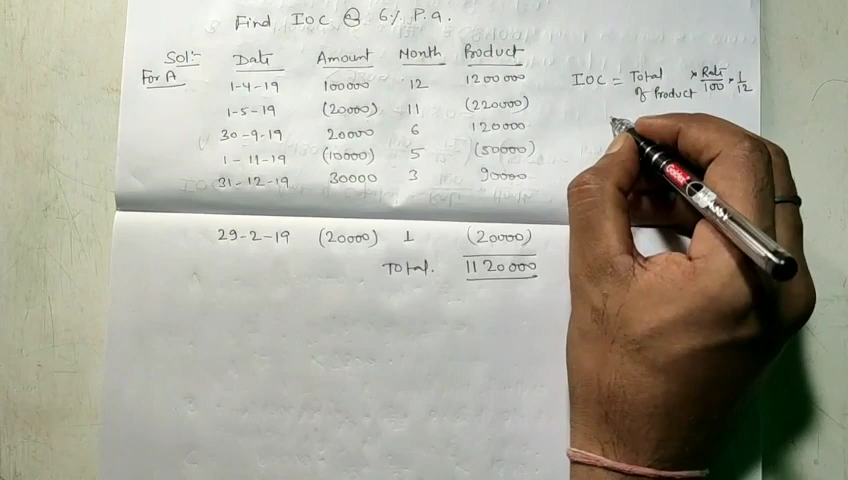 Find IOC @ 6% P.a.
Sol:- Date Amount Month Product
For A
1-4-19 100000 12 1200000
IOC = Total of Product × Rate/100 × 1/12
1-5-19 (20000) 11 (220000)
30-9-19 20000 6 120000
1-11-19 (10000) 5 (50000)
31-12-19 30000 3 90000
29-2-19 (20000) 1 (20000)
Total. 1120000